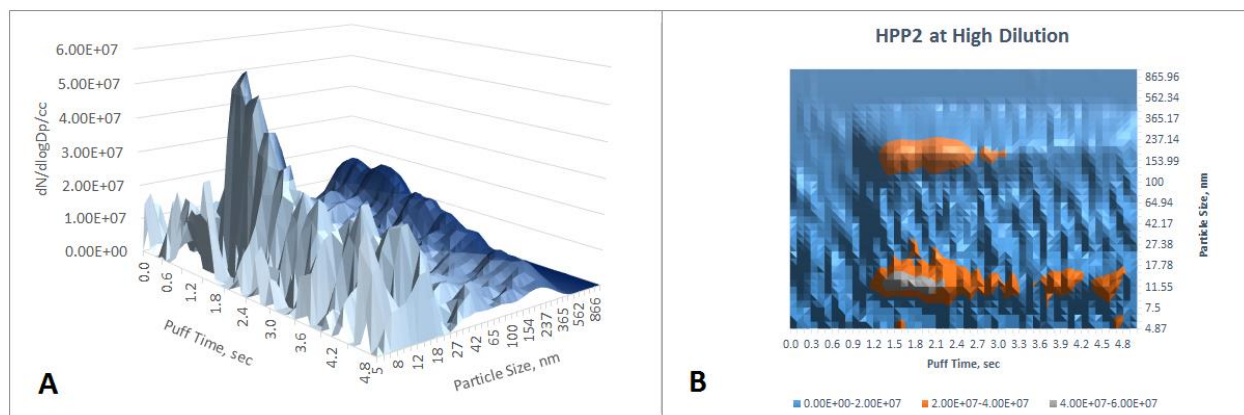 6.00E+07
5.00E+07
4.00E+07
3.00E+07
2.00E+07
1.00E+07
0.00E+00
dN/dlogDp/cc
0.0
0.6
1.2
1.8
2.4
3.0
3.6
4.2
4.8
Puff Time, sec
5
8
12
18
27
42
65
100
154
237
365
562
866
Particle Size, nm
A
HPP2 at High Dilution
865.96
562.34
365.17
237.14
153.99
100
64.94
42.17
27.38
17.78
11.55
7.5
4.87
Particle Size, nm
0.0 0.3 0.6 0.9 1.2 1.5 1.8 2.1 2.4 2.7 3.0 3.3 3.6 3.9 4.2 4.5 4.8
Puff Time, sec
B
0.00E+00-2.00E+07 2.00E+07-4.00E+07 4.00E+07-6.00E+07